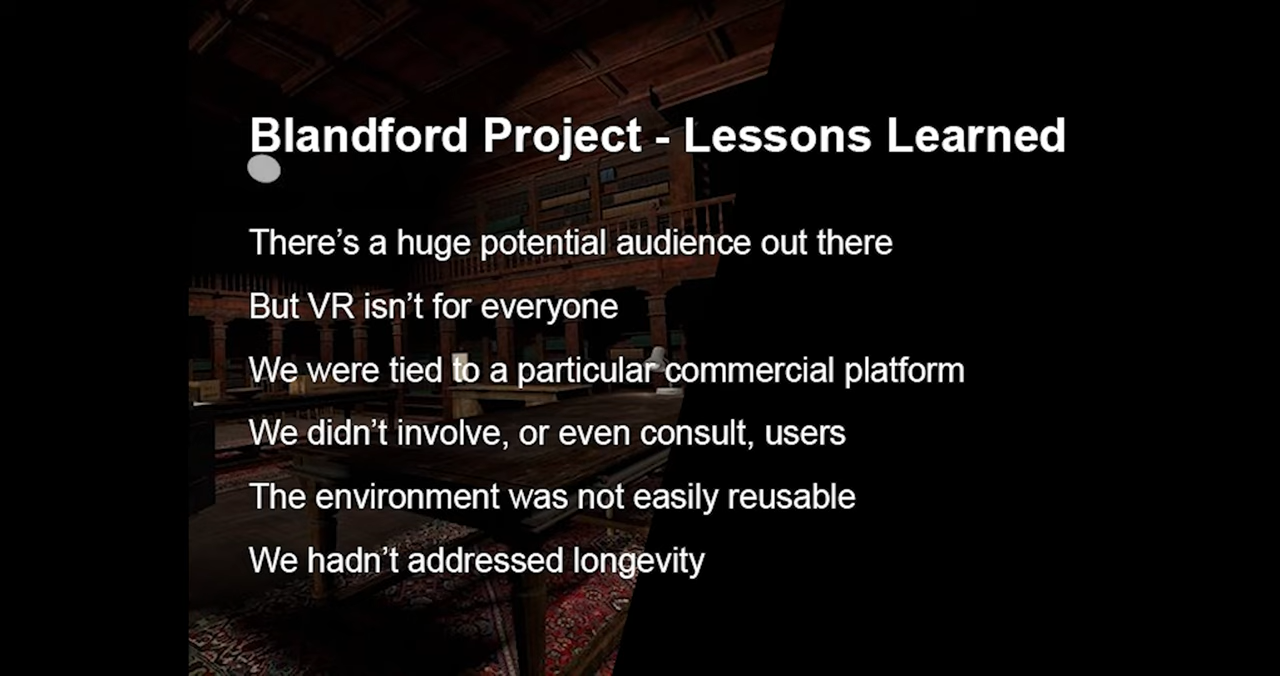 Blandford Project - Lessons Learned
There’s a huge potential audience out there
But VR isn’t for everyone
We were tied to a particular commercial platform
We didn’t involve, or even consult, users
The environment was not easily reusable
We hadn’t addressed longevity